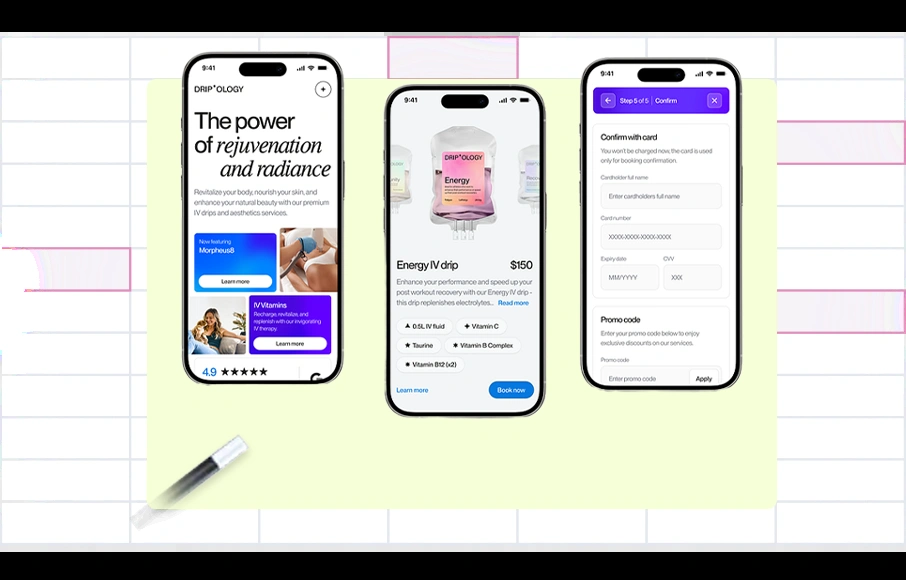 9:41
DRIP*OLOGY
The power
of rejuvenation
and radiance
Revitalize your body, nourish your skin, and
enhance your natural beauty with our premium
IV drips and aesthetics services.
Now featuring
Morpheus8
Learn more
IV Vitamins
Recharge, revitalize, and
replenish with our invigorating
IV therapy.
Learn more
4.9 ★★★★★
G
9:41
DRIP*OLOGY
Energy
Energy IV drip
$150
Enhance your performance and speed up your
post workout recovery with our Energy IV drip -
this drip replenishes electrolytes... Read more
0.5L IV fluid
Vitamin C
Taurine
Vitamin B Complex
Vitamin B12 (x2)
Learn more
Book now
9:41
Step 5 of 5 | Confirm
Confirm with card
You won't be charged now, the card is used
only for booking confirmation.
Cardholder full name
Enter cardholders full name
Card number
XXXX-XXXX-XXXX-XXXX
Expiry date
CVV
MM/YYYY
XXX
Promo code
Enter your promo code below to enjoy
exclusive discounts on our services.
Promo code
Enter promo code
Apply